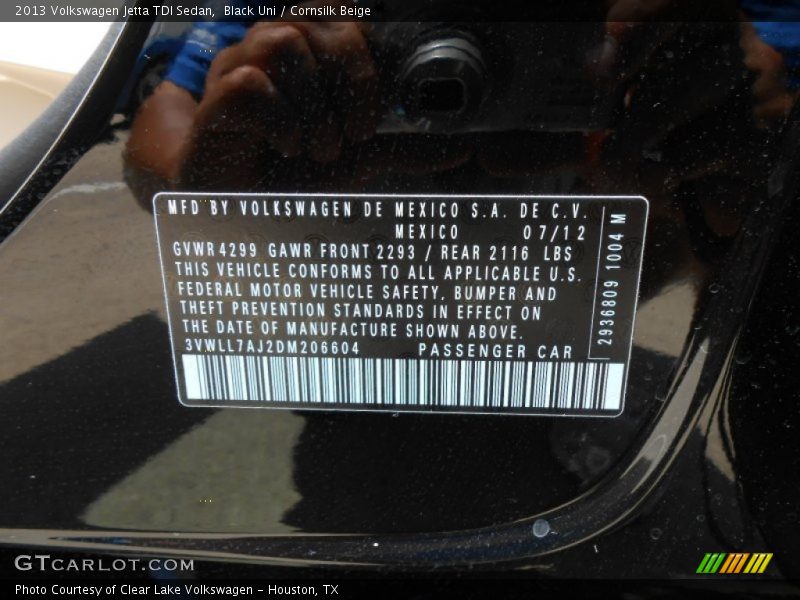 2013 Volkswagen Jetta TDI Sedan, Black Uni / Cornsilk Beige
MFD BY VOLKSWAGEN DE MEXICO S.A. DE C.V.
MEXICO 07/12
GVWR 4299 GAWR FRONT 2293 / REAR 2116 LBS
THIS VEHICLE CONFORMS TO ALL APPLICABLE U.S.
FEDERAL MOTOR VEHICLE SAFETY, BUMPER AND
THEFT PREVENTION STANDARDS IN EFFECT ON
THE DATE OF MANUFACTURE SHOWN ABOVE.
3VWLL7AJ2DM206604 PASSENGER CAR
2936809 1004 M
GTcarlot.com
Photo Courtesy of Clear Lake Volkswagen - Houston, TX